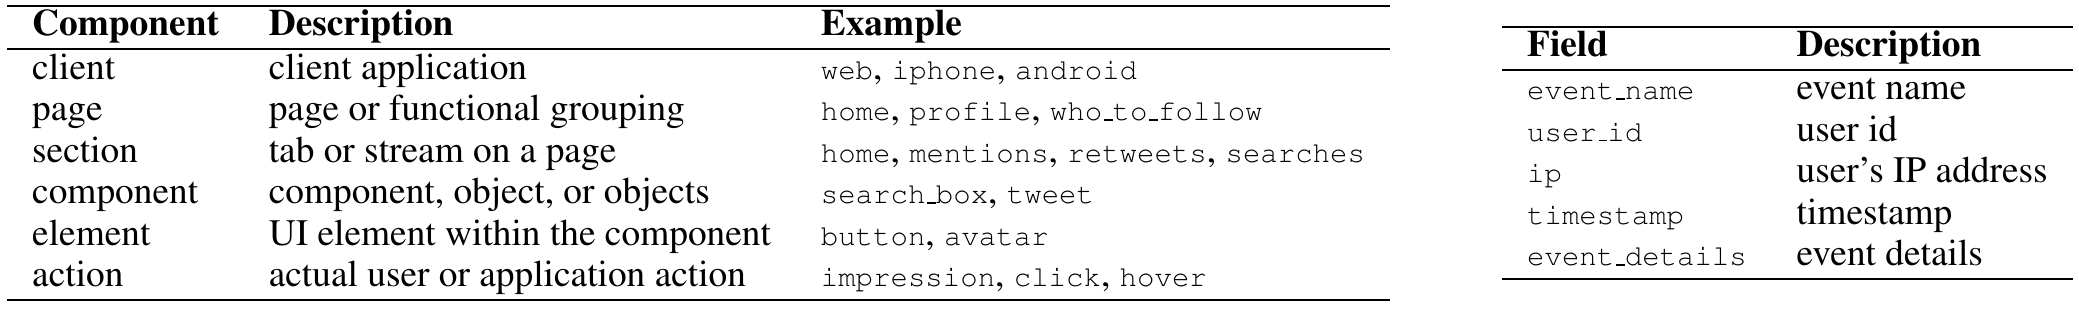 Component Description Example
client client application web, iphone, android
page page or functional grouping home, profile, who_to_follow
section tab or stream on a page home, mentions, retweets, searches
component component, object, or objects search_box, tweet
element UI element within the component button, avatar
action actual user or application action impression, click, hover
Field Description
event_name event name
user_id user id
ip user's IP address
timestamp timestamp
event_details event details